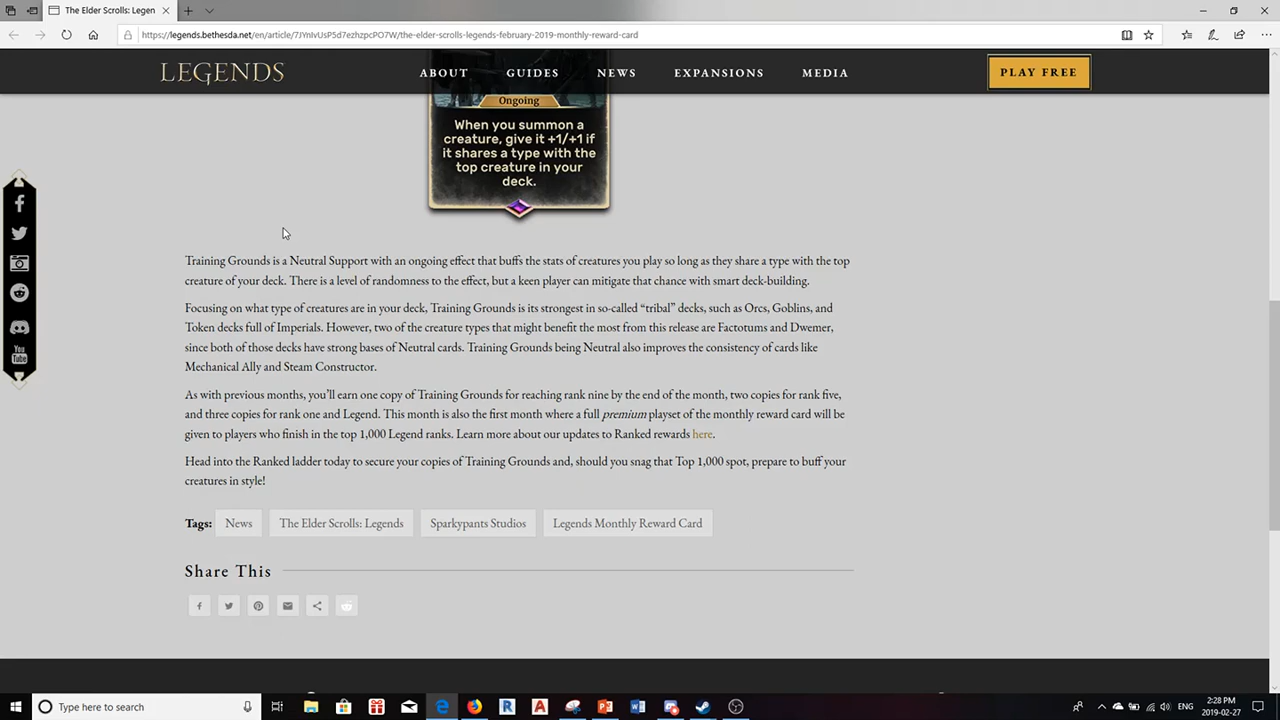 The Elder Scrolls: Legen
https://legends.bethesda.net/en/article/7JYnIvUsP5d7ezhzpcPO7W/the-elder-scrolls-legends-february-2019-monthly-reward-card
LEGENDS
ABOUT
GUIDES
NEWS
EXPANSIONS
MEDIA
PLAY FREE
Ongoing
When you summon a
creature, give it +1/+1 if
it shares a type with the
top creature in your
deck.
Training Grounds is a Neutral Support with an ongoing effect that buffs the stats of creatures you play so long as they share a type with the top
creature of your deck. There is a level of randomness to the effect, but a keen player can mitigate that chance with smart deck-building.
Focusing on what type of creatures are in your deck, Training Grounds is its strongest in so-called “tribal” decks, such as Orcs, Goblins, and
Token decks full of Imperials. However, two of the creature types that might benefit the most from this release are Factotums and Dwemer,
since both of those decks have strong bases of Neutral cards. Training Grounds being Neutral also improves the consistency of cards like
Mechanical Ally and Steam Constructor.
As with previous months, you’ll earn one copy of Training Grounds for reaching rank nine by the end of the month, two copies for rank five,
and three copies for rank one and Legend. This month is also the first month where a full premium playset of the monthly reward card will be
given to players who finish in the top 1,000 Legend ranks. Learn more about our updates to Ranked rewards here.
Head into the Ranked ladder today to secure your copies of Training Grounds and, should you snag that Top 1,000 spot, prepare to buff your
creatures in style!
Tags: News The Elder Scrolls: Legends Sparkypants Studios Legends Monthly Reward Card
Share This
You
Tube
Type here to search
ENG
2:28 PM
2019-02-27